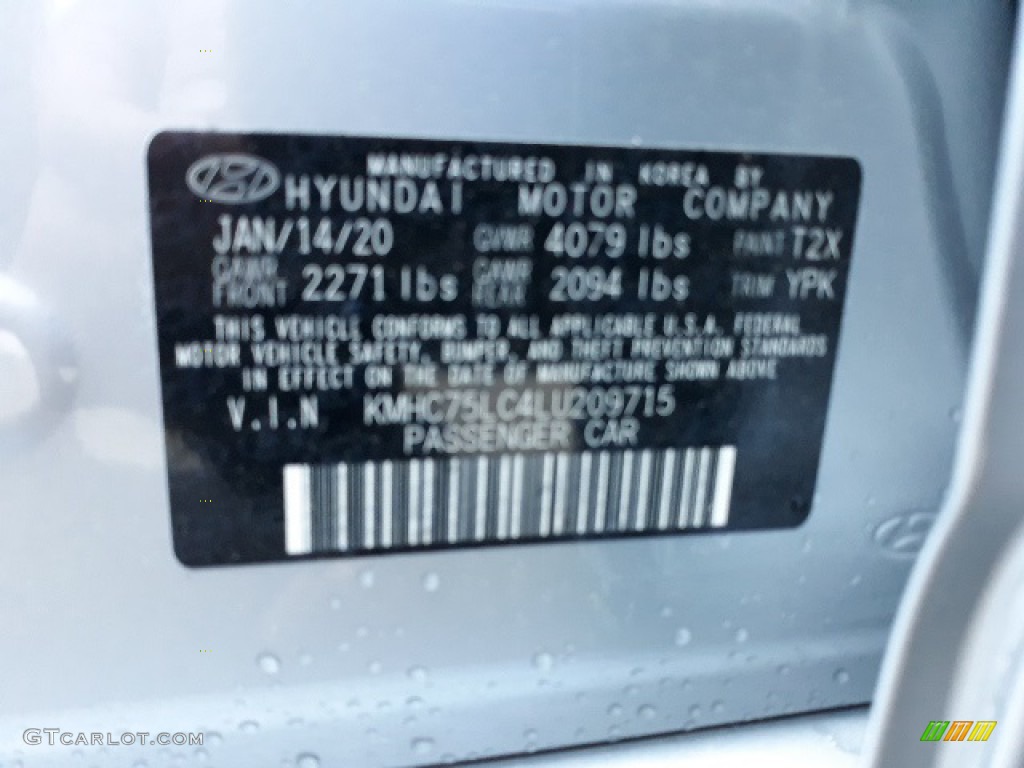 MANUFACTURED IN KOREA BY
HYUNDAI MOTOR COMPANY
JAN/14/20 GVWR 4079 lbs PAINT T2X
GAWR FRONT 2271 lbs GAWR REAR 2094 lbs TRIM YPK
THIS VEHICLE CONFORMS TO ALL APPLICABLE U.S.A. FEDERAL
MOTOR VEHICLE SAFETY, BUMPER, AND THEFT PREVENTION STANDARDS
IN EFFECT ON THE DATE OF MANUFACTURE SHOWN ABOVE
V.I.N KMHC75LC4LU209715
PASSENGER CAR
GTCARLOT.COM